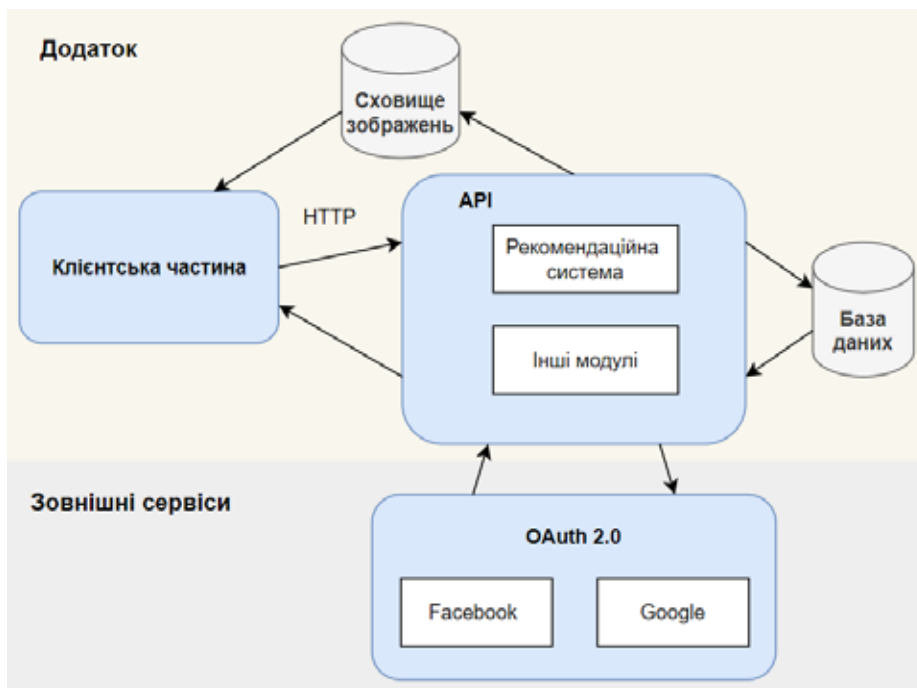 Додаток
Сховище
зображень
API
HTTP
Рекомендаційна
система
Клієнтська частина
База
даних
Інші модулі
Зовнішні сервіси
OAuth 2.0
Facebook
Google